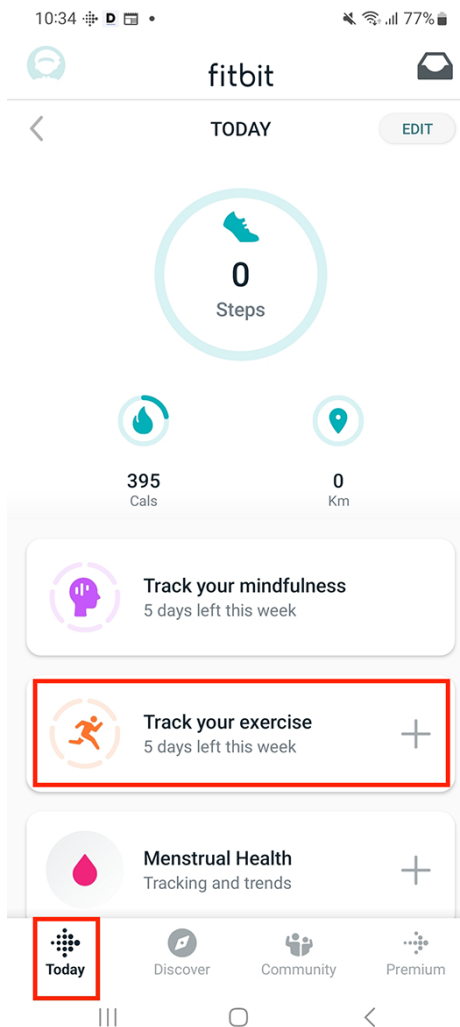 10:34 D 77%
fitbit
TODAY
EDIT
0
Steps
395
Cals
0
Km
Track your mindfulness
5 days left this week
Track your exercise
5 days left this week
Menstrual Health
Tracking and trends
Today
Discover
Community
Premium